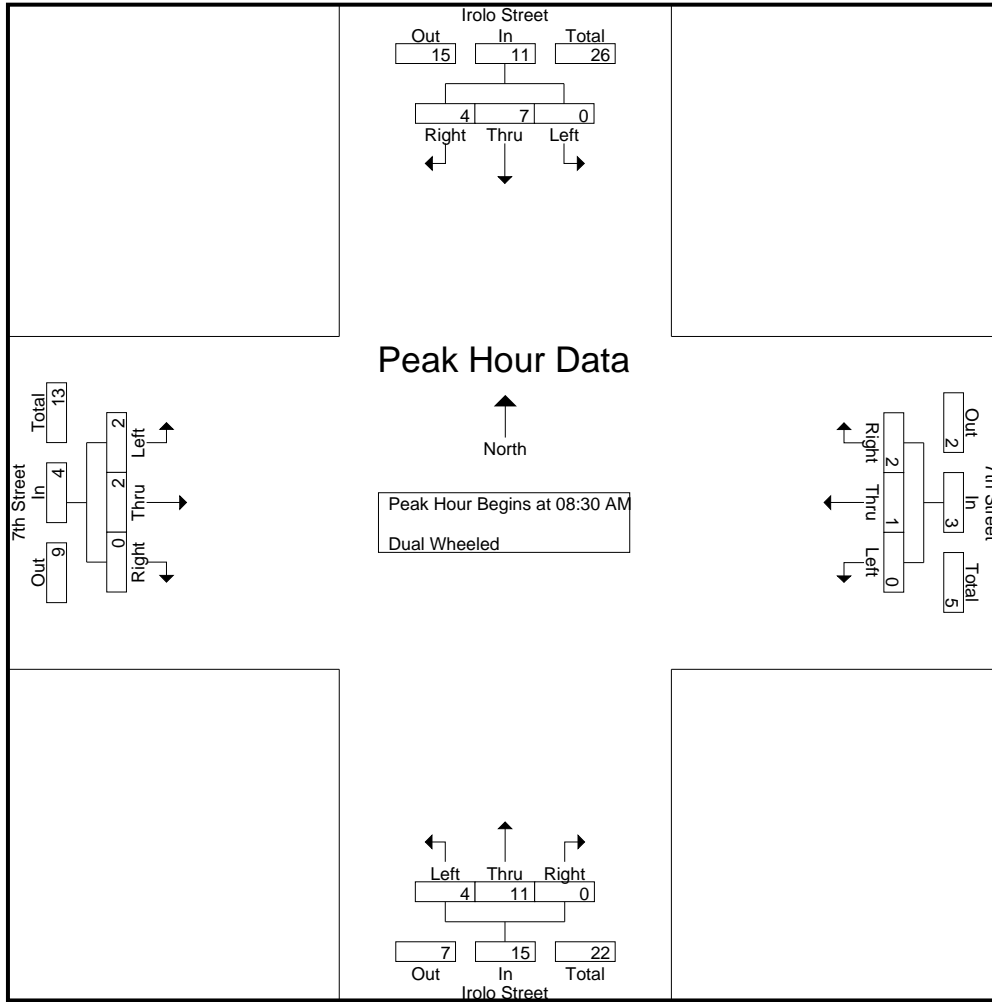 Irolo Street
Out In Total
15 11 26
4 7 0
Right Thru Left
Peak Hour Data
North
Peak Hour Begins at 08:30 AM
Dual Wheeled
7th Street
Out In Total
9 4 13
Left Thru Right
2 2 0
7th Street
Out In Total
2 3 5
Right Thru Left
2 1 0
Left Thru Right
4 11 0
7 15 22
Out In Total
Irolo Street